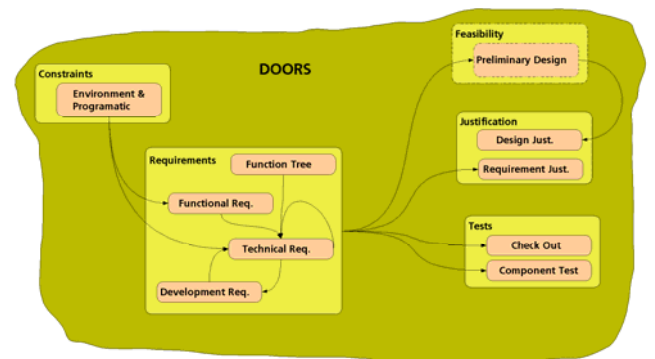 DOORS
Constraints
Environment &
Programatic
Requirements
Function Tree
Functional Req.
Technical Req.
Development Req.
Feasibility
Preliminary Design
Justification
Design Just.
Requirement Just.
Tests
Check Out
Component Test